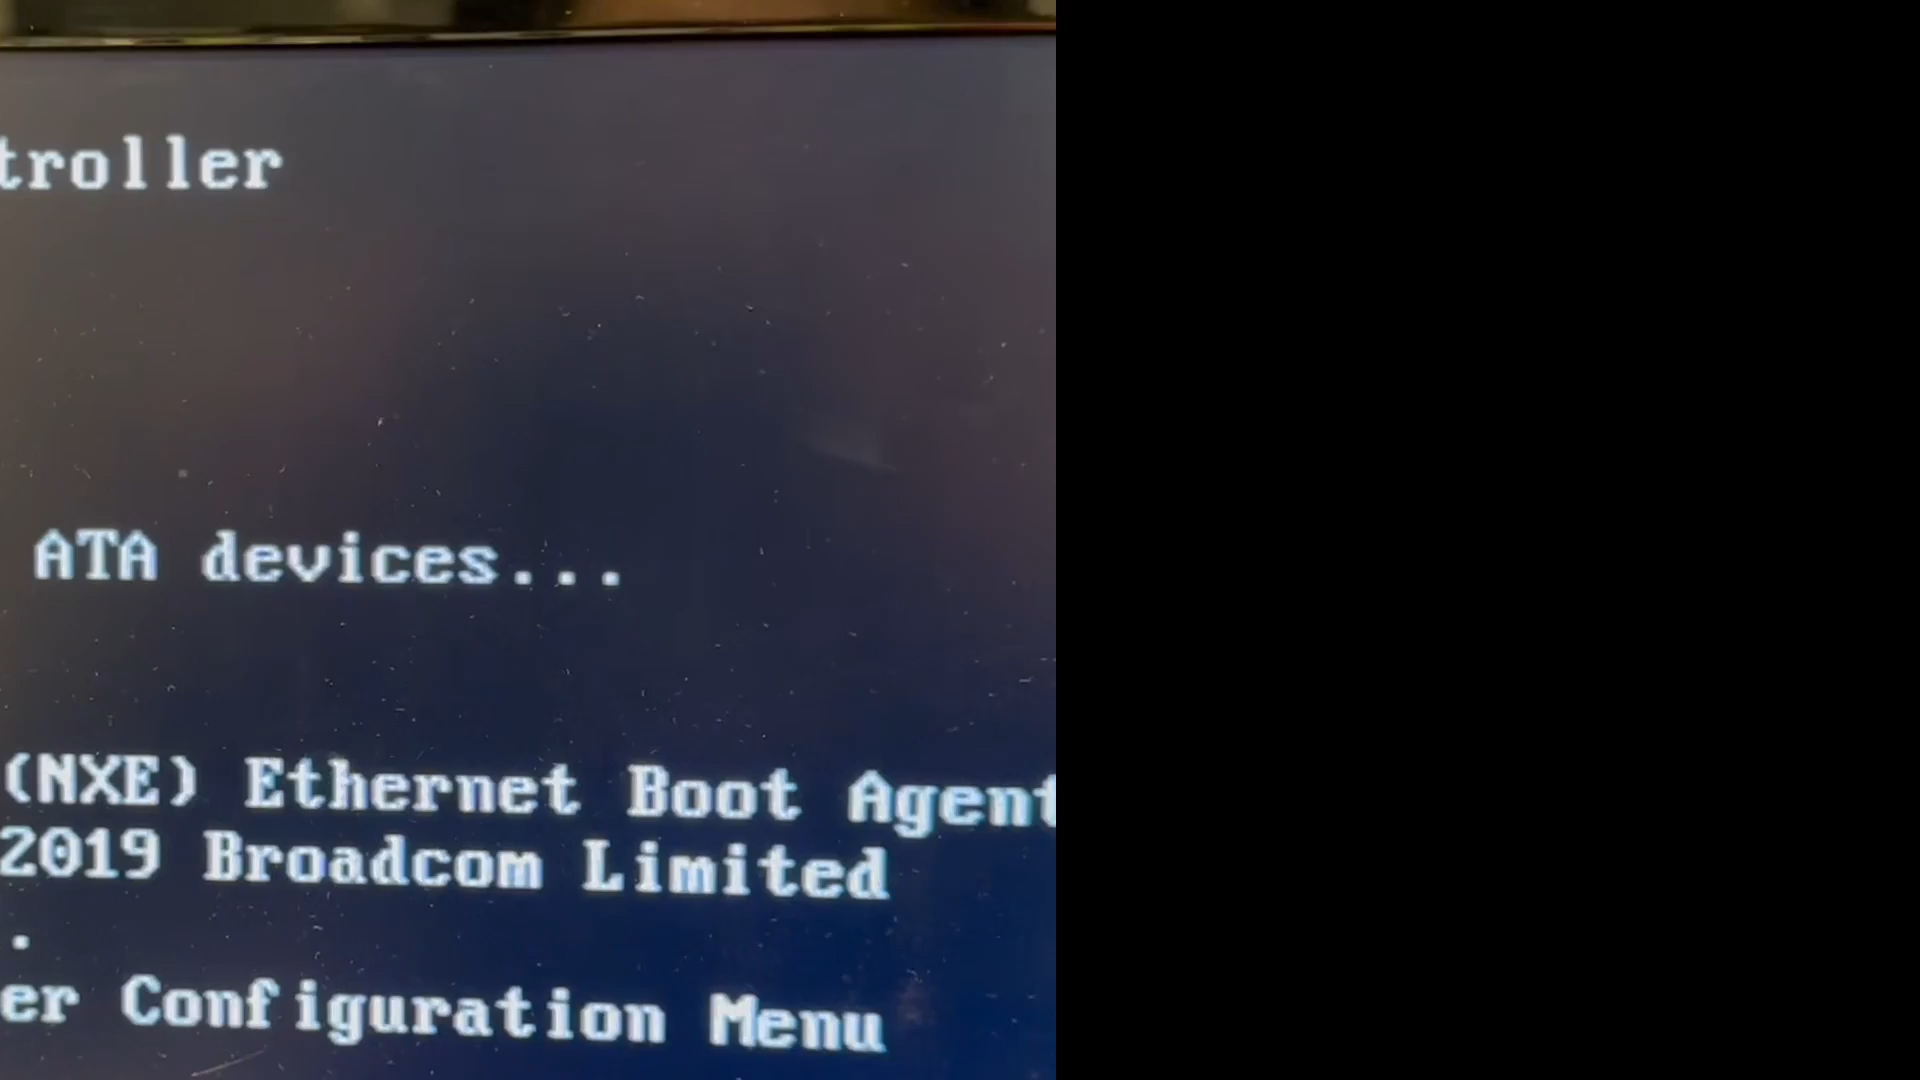 troller
ATA devices...
(NXE) Ethernet Boot Agent
2019 Broadcom Limited
.
er Configuration Menu